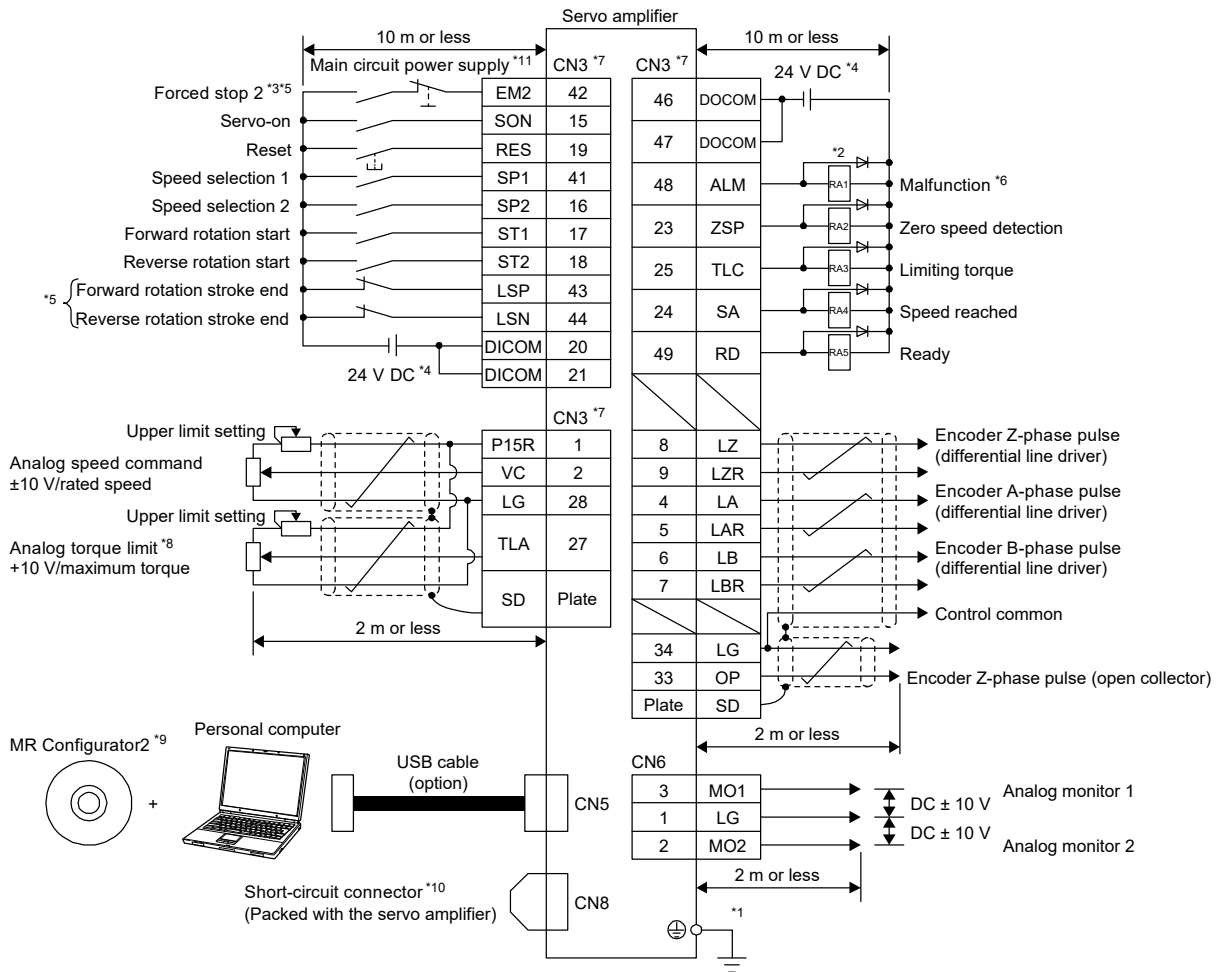 Servo amplifier
10 m or less
10 m or less
Main circuit power supply *11
CN3 *7
CN3 *7
24 V DC *4
Forced stop 2 *3*5
EM2 42
Servo-on
SON 15
Reset
RES 19
Speed selection 1
SP1 41
Speed selection 2
SP2 16
Forward rotation start
ST1 17
Reverse rotation start
ST2 18
*5
Forward rotation stroke end
LSP 43
Reverse rotation stroke end
LSN 44
DICOM 20
24 V DC *4
DICOM 21
46 DOCOM
47 DOCOM
*2
48 ALM RA1 Malfunction *6
23 ZSP RA2 Zero speed detection
25 TLC RA3 Limiting torque
24 SA RA4 Speed reached
49 RD RA5 Ready
CN3 *7
Upper limit setting
P15R 1
Analog speed command
±10 V/rated speed
VC 2
LG 28
Upper limit setting
Analog torque limit *8
+10 V/maximum torque
TLA 27
SD Plate
2 m or less
8 LZ
Encoder Z-phase pulse
(differential line driver)
9 LZR
4 LA
Encoder A-phase pulse
(differential line driver)
5 LAR
6 LB
Encoder B-phase pulse
(differential line driver)
7 LBR
Control common
34 LG
33 OP
Encoder Z-phase pulse (open collector)
Plate SD
2 m or less
MR Configurator2 *9
+
Personal computer
USB cable
(option)
CN5
CN6
3 MO1
Analog monitor 1
DC ± 10 V
1 LG
DC ± 10 V
2 MO2
Analog monitor 2
2 m or less
Short-circuit connector *10
(Packed with the servo amplifier)
CN8
*1